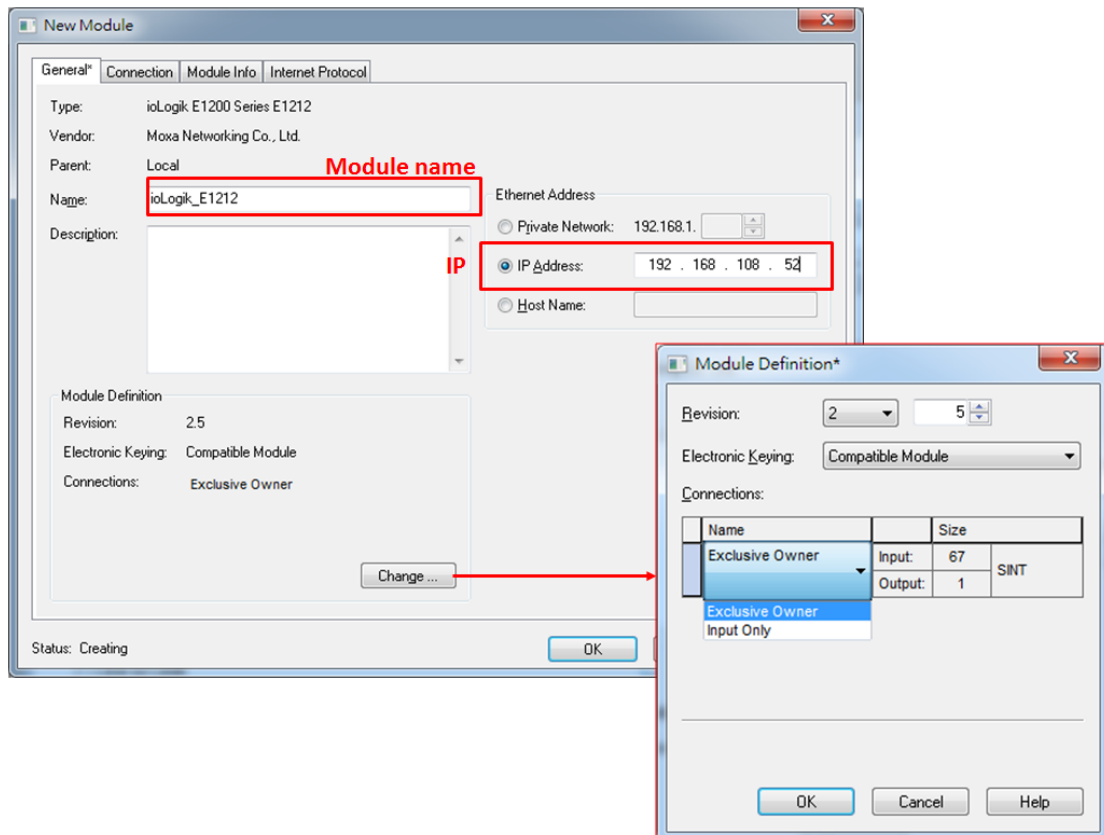 New Module
General* Connection Module Info Internet Protocol
Type: ioLogik E1200 Series E1212
Vendor: Moxa Networking Co., Ltd.
Parent: Local
Module name
Name: ioLogik_E1212
Description:
Ethernet Address
Private Network: 192.168.1.
IP
IP Address: 192 . 168 . 108 . 52
Host Name:
Module Definition
Revision: 2.5
Electronic Keying: Compatible Module
Connections: Exclusive Owner
Change ...
Status: Creating
OK
Module Definition*
Revision: 2 5
Electronic Keying: Compatible Module
Connections:
Name Size
Exclusive Owner Input: 67 SINT
Output: 1
Exclusive Owner
Input Only
OK Cancel Help